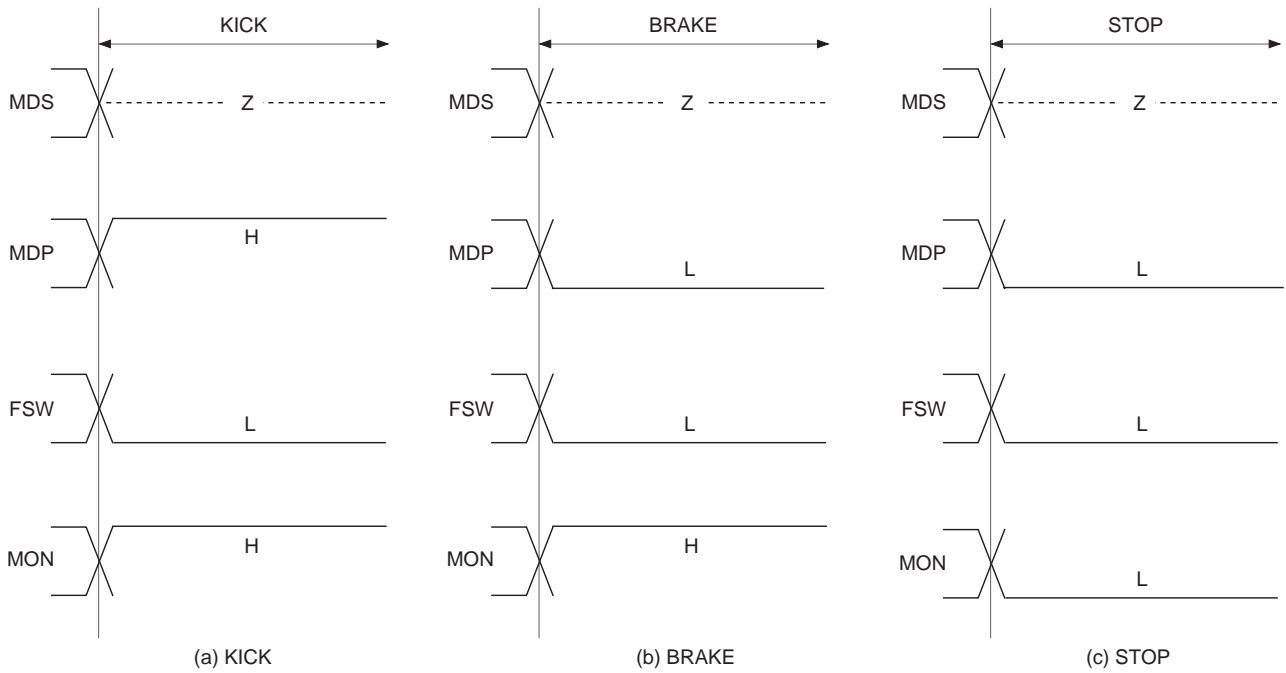 KICK
BRAKE
STOP
MDS
Z
MDS
Z
MDS
Z
MDP
H
MDP
L
MDP
L
FSW
L
FSW
L
FSW
L
MON
H
MON
H
MON
L
(a) KICK
(b) BRAKE
(c) STOP